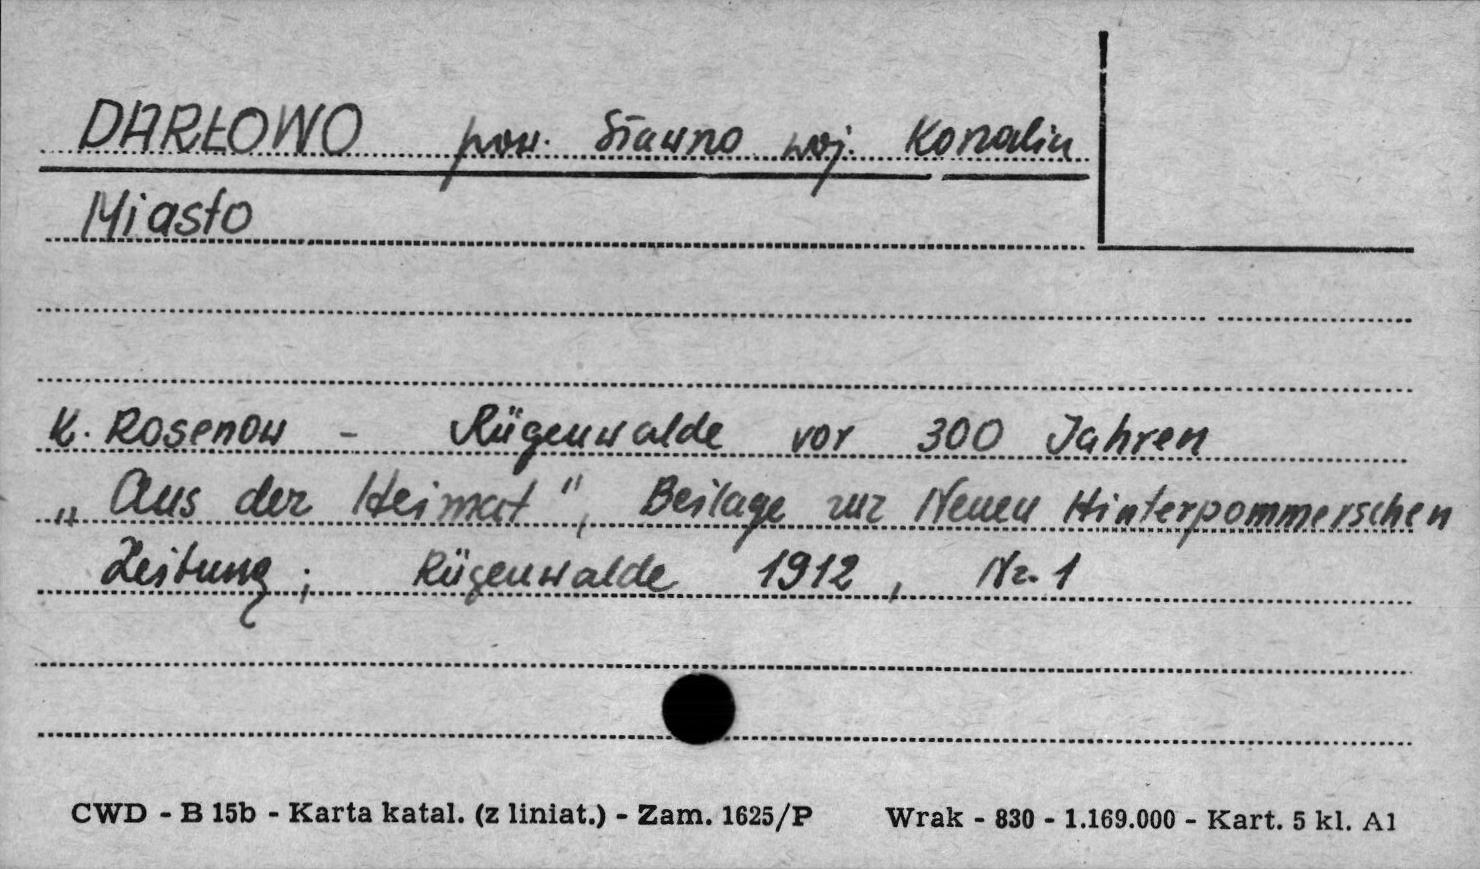 DARŁOWO pow. Sławno woj. Koszalin
Miasto
K. Rosenow - Rügenwalde vor 300 Jahren
„Aus der Heimat", Beilage zur Neuen Hinterpommerschen
Zeitung; Rügenwalde 1912, Nr. 1
CWD - B 15b - Karta katal. (z liniat.) - Zam. 1625/P Wrak - 830 - 1.169.000 - Kart. 5 kl. A1